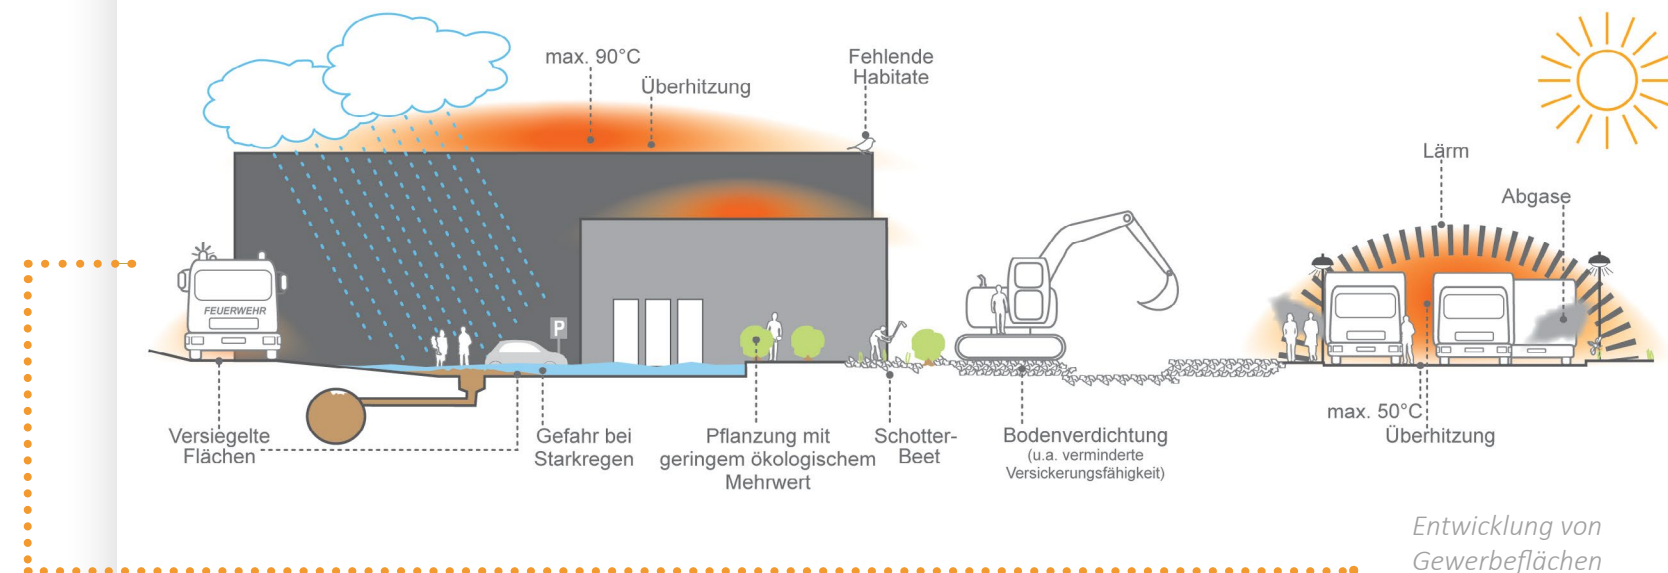 max. 90°C
Überhitzung
Fehlende
Habitate
Lärm
Abgase
FEUERWEHR
P
Versiegelte
Flächen
Gefahr bei
Starkregen
Pflanzung mit
geringem ökologischem
Mehrwert
Schotter-
Beet
Bodenverdichtung
(u.a. verminderte
Versickerungsfähigkeit)
max. 50°C
Überhitzung
Entwicklung von
Gewerbeflächen